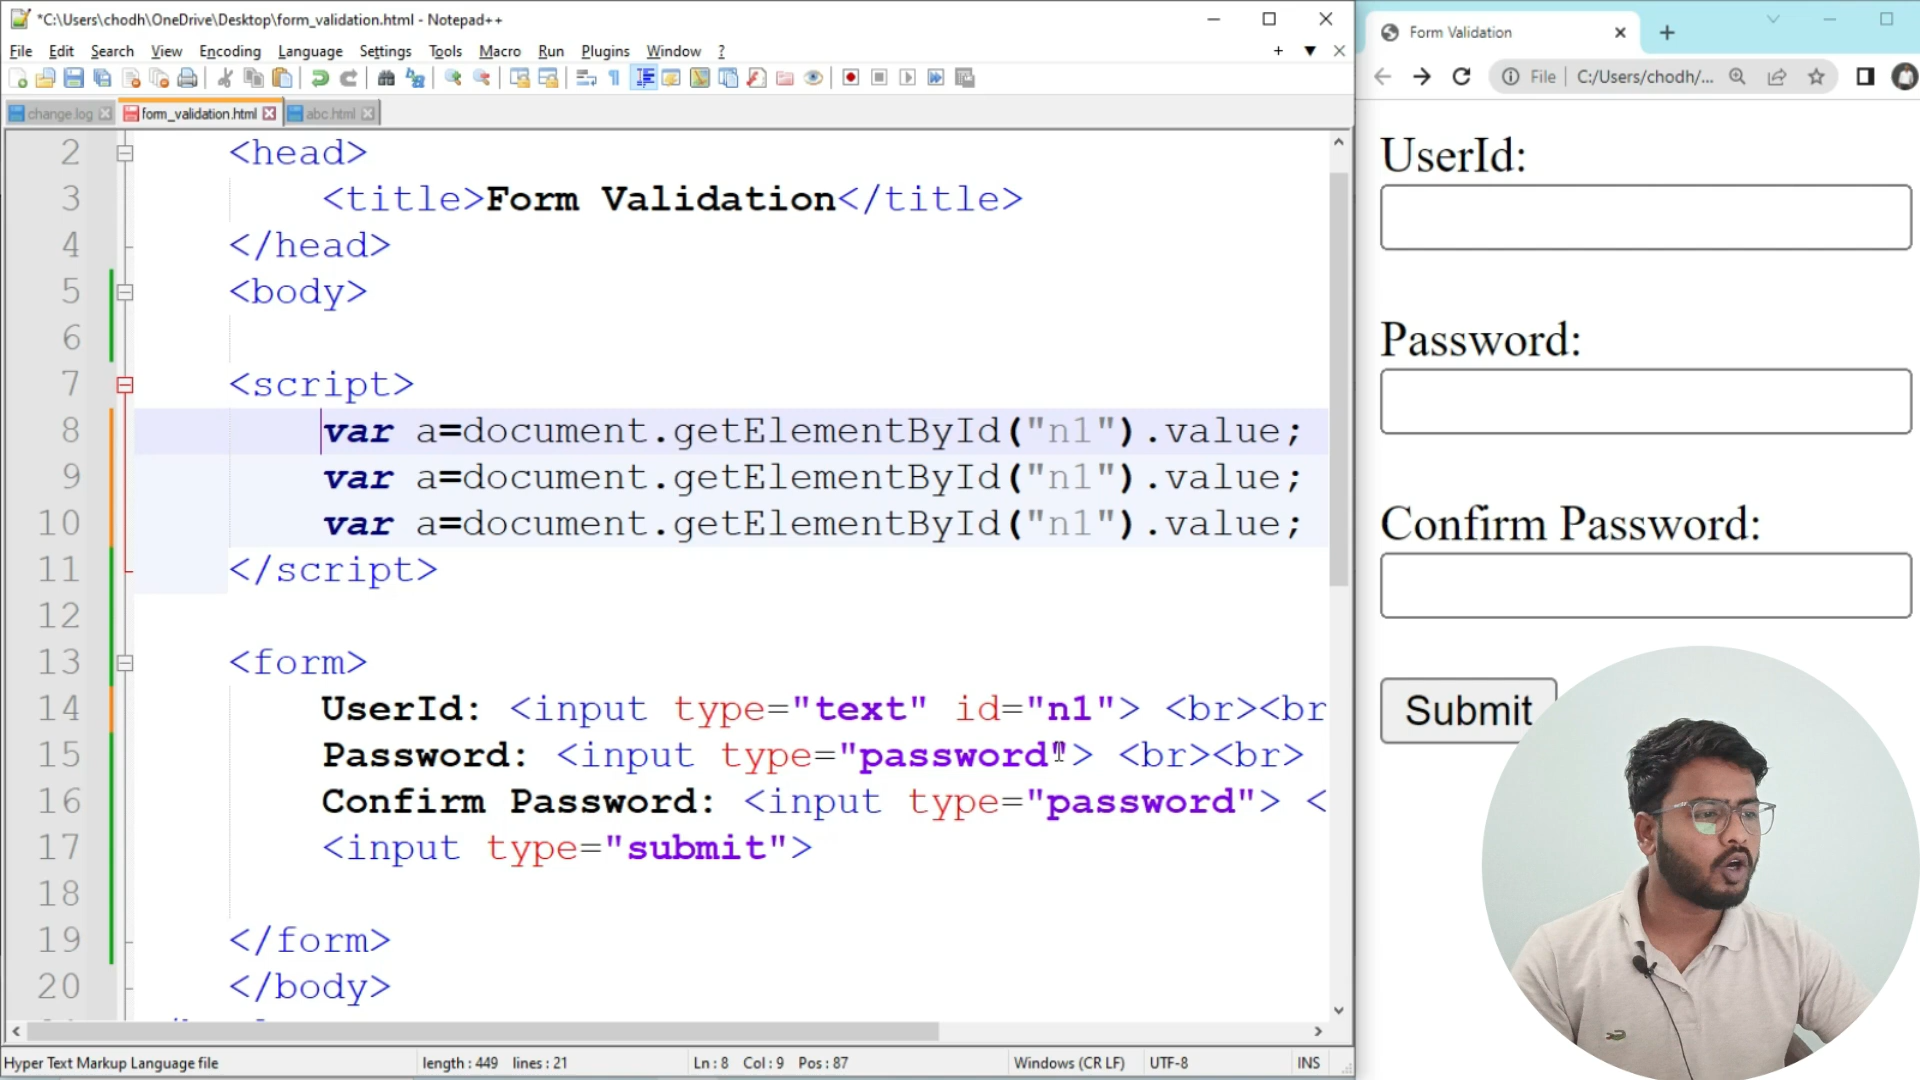 *C:\Users\chodh\OneDrive\Desktop\form_validation.html - Notepad++
File Edit Search View Encoding Language Settings Tools Macro Run Plugins Window ?
change.log form_validation.html abc.html
2 <head>
3 <title>Form Validation</title>
4 </head>
5 <body>
6
7 <script>
8 var a=document.getElementById("n1").value;
9 var a=document.getElementById("n1").value;
10 var a=document.getElementById("n1").value;
11 </script>
12
13 <form>
14 UserId: <input type="text" id="n1"> <br><br
15 Password: <input type="password"> <br><br>
16 Confirm Password: <input type="password"> <
17 <input type="submit">
18
19 </form>
20 </body>
Hyper Text Markup Language file length : 449 lines : 21 Ln : 8 Col : 9 Pos : 87 Windows (CR LF) UTF-8 INS
Form Validation
File C:/Users/chodh/...
UserId:
Password:
Confirm Password:
Submit